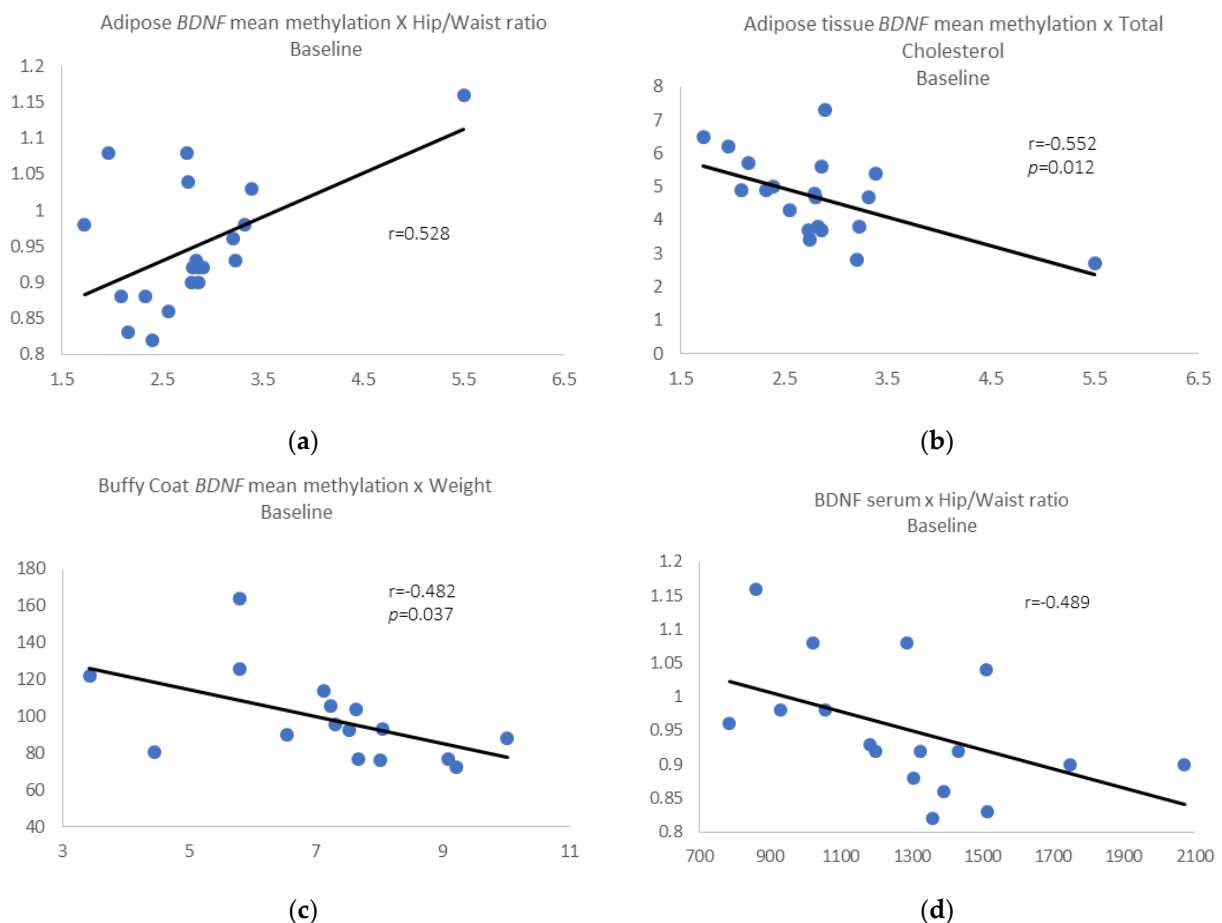 Adipose BDNF mean methylation X Hip/Waist ratio
Baseline
1.2
1.15
1.1
1.05
1
0.95
0.9
0.85
0.8
r=0.528
1.5 2.5 3.5 4.5 5.5 6.5
(a)
Adipose tissue BDNF mean methylation x Total
Cholesterol
Baseline
8
7
6
5
4
3
2
1
0
r=-0.552
p=0.012
1.5 2.5 3.5 4.5 5.5 6.5
(b)
Buffy Coat BDNF mean methylation x Weight
Baseline
180
160
140
120
100
80
60
40
r=-0.482
p=0.037
3 5 7 9 11
(c)
BDNF serum x Hip/Waist ratio
Baseline
1.2
1.15
1.1
1.05
1
0.95
0.9
0.85
0.8
r=-0.489
700 900 1100 1300 1500 1700 1900 2100
(d)